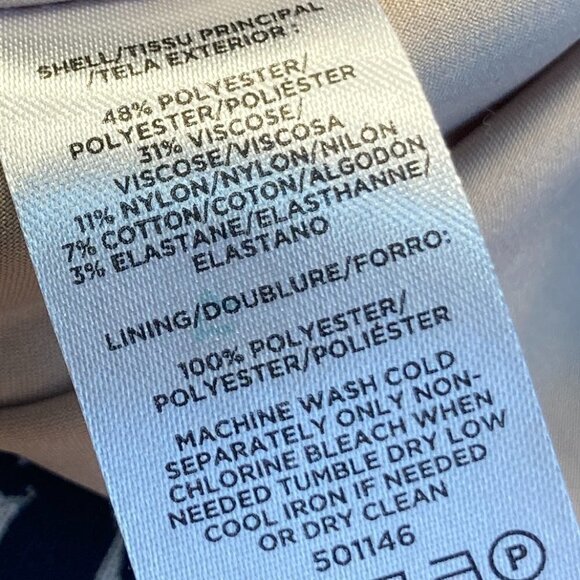 SHELL/TISSU PRINCIPAL
/TELA EXTERIOR:
48% POLYESTER/
POLYESTER/POLIÉSTER
31% VISCOSE/
VISCOSE/VISCOSA
11% NYLON/NYLON/NILÓN
7% COTTON/COTON/ALGODÓN
3% ELASTANE/ELASTHANNE/
ELASTANO
LINING/DOUBLURE/FORRO:
100% POLYESTER/
POLYESTER/POLIÉSTER
MACHINE WASH COLD
SEPARATELY ONLY NON-
CHLORINE BLEACH WHEN
NEEDED TUMBLE DRY LOW
COOL IRON IF NEEDED
OR DRY CLEAN
501146
P